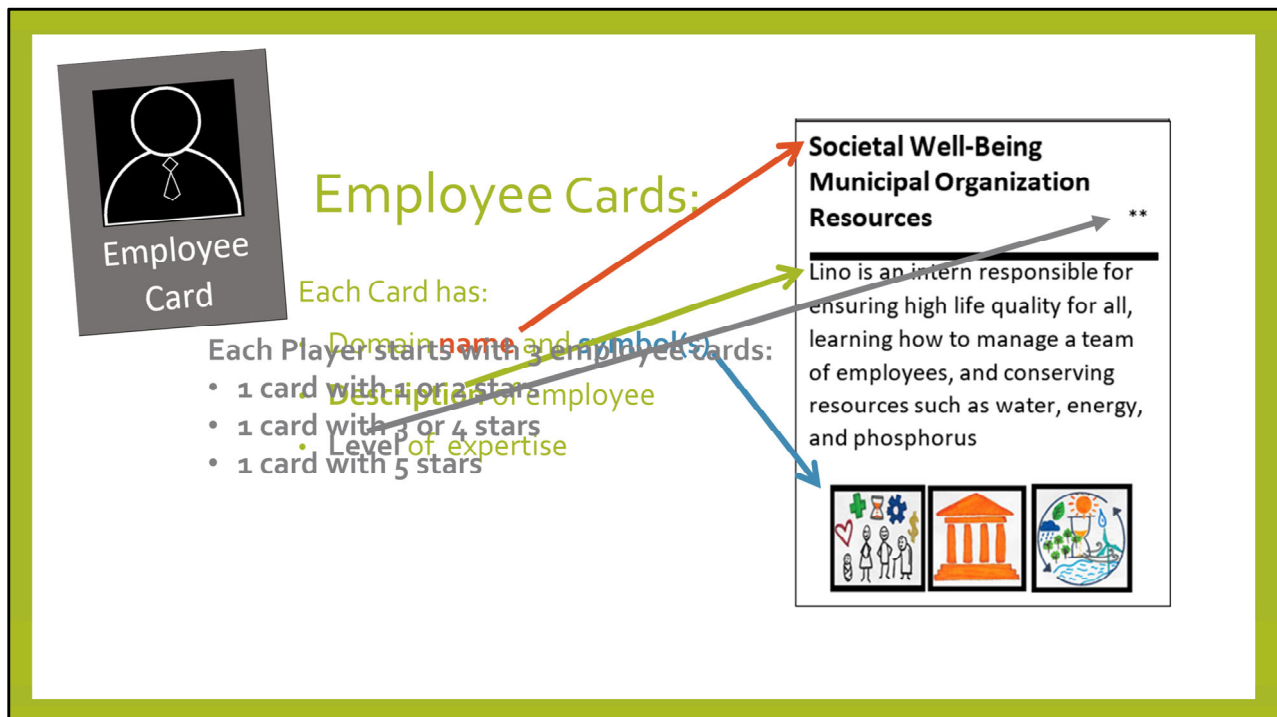 Employee
Card
Employee Cards:
Each Card has:
• Domain name and symbol(s)
• Description of employee
• Level of expertise
Each Player starts with 3 employee cards:
• 1 card with 1 or 2 stars
• 1 card with 3 or 4 stars
• 1 card with 5 stars
Societal Well-Being
Municipal Organization
Resources **
Lino is an intern responsible for
ensuring high life quality for all,
learning how to manage a team
of employees, and conserving
resources such as water, energy,
and phosphorus